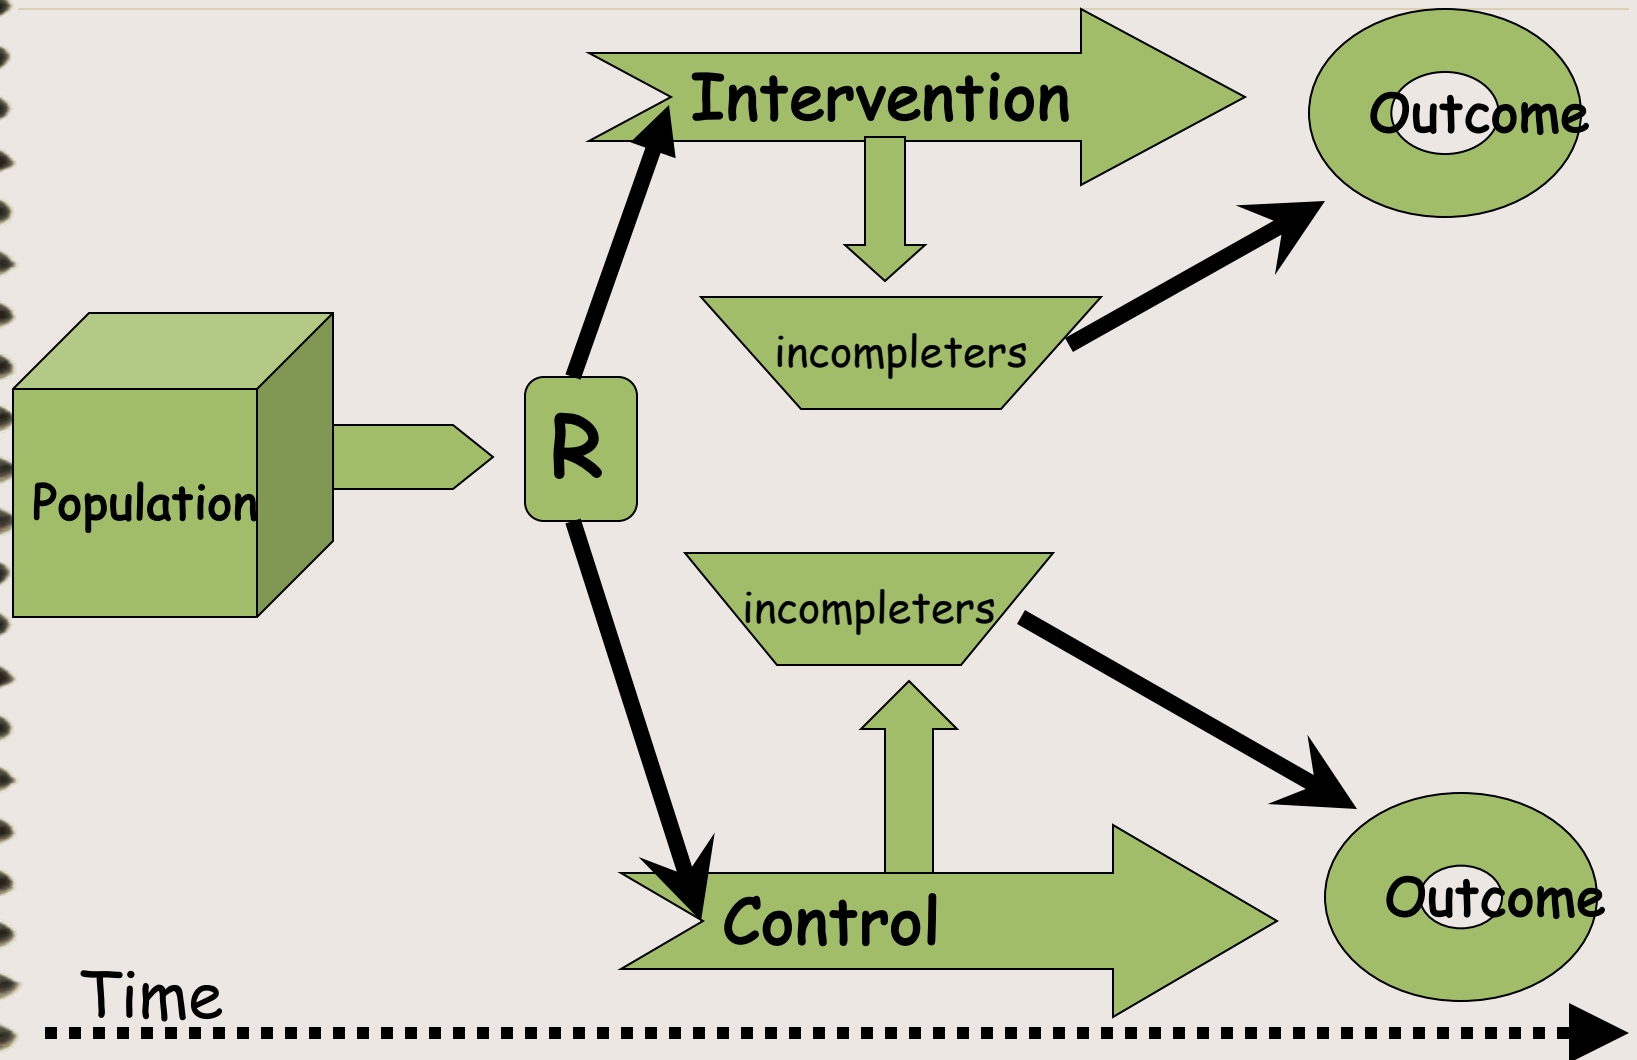 Intervention
Outcome
incompleters
Population
R
incompleters
Control
Outcome
Time